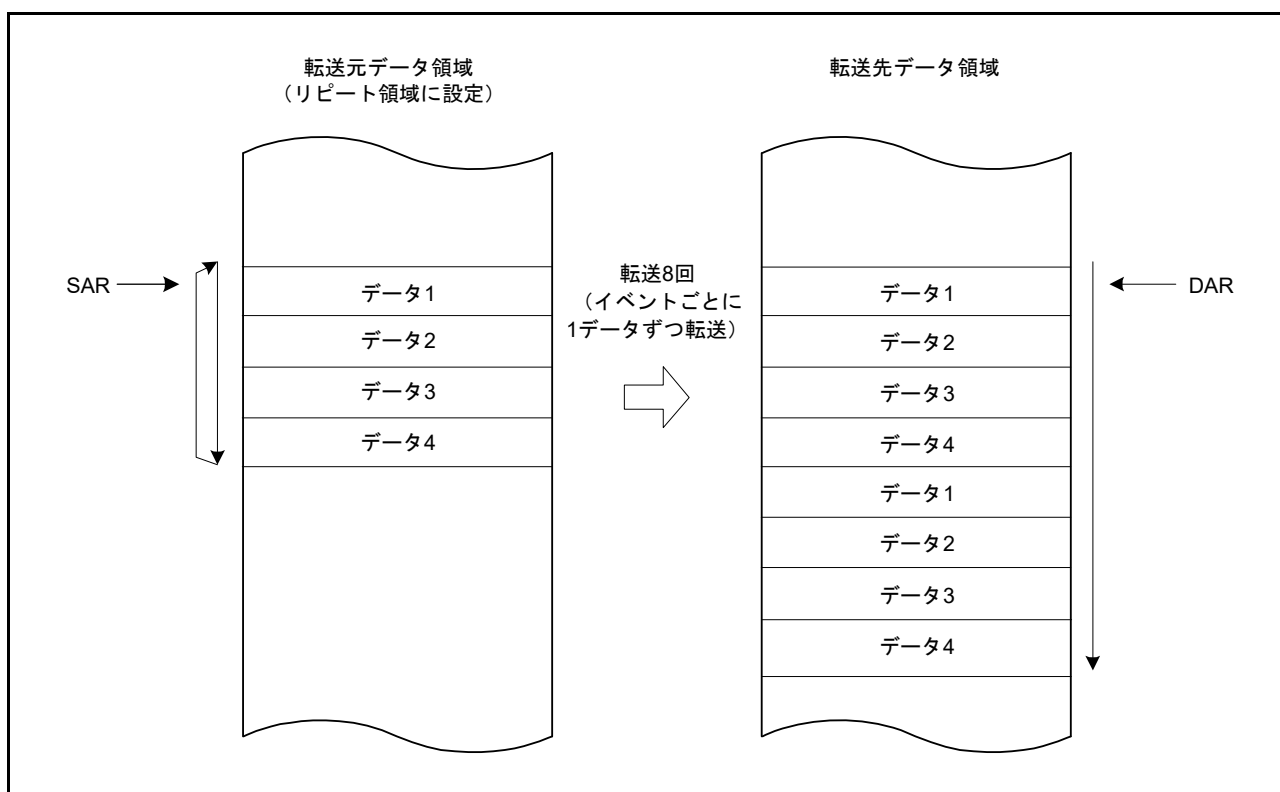 転送元データ領域
（リピート領域に設定）
転送先データ領域
SAR
データ1
データ2
データ3
データ4
転送8回
（イベントごとに
1データずつ転送）
DAR
データ1
データ2
データ3
データ4
データ1
データ2
データ3
データ4